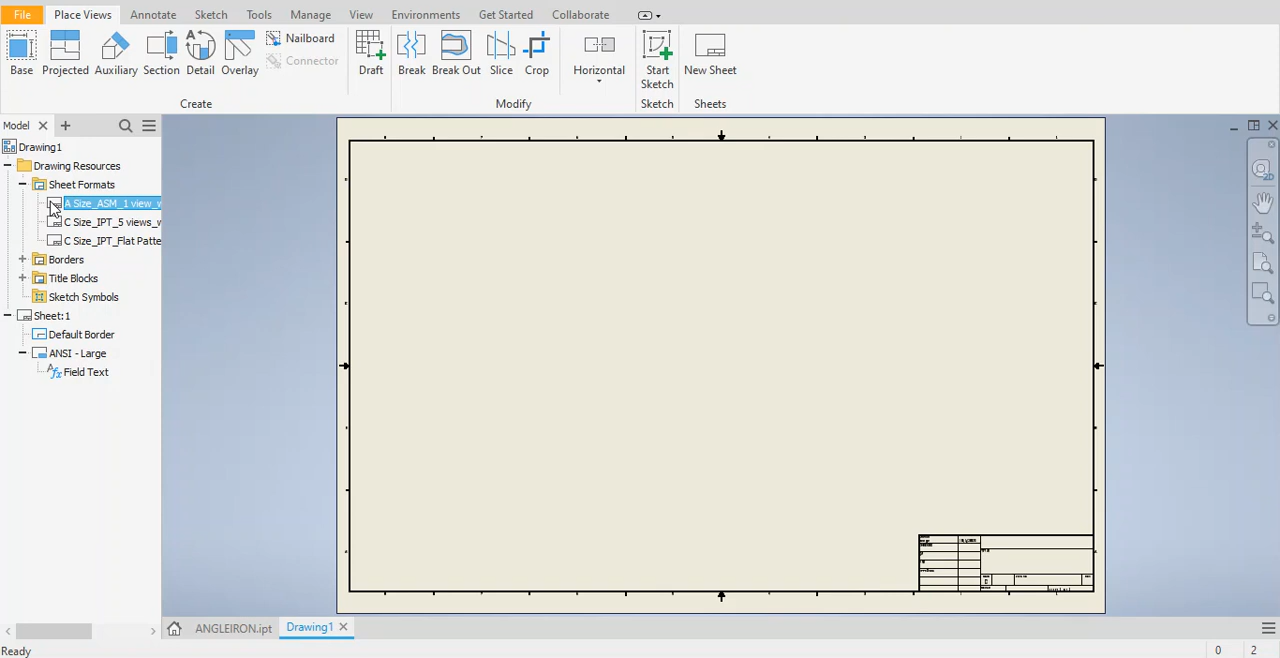 File Place Views Annotate Sketch Tools Manage View Environments Get Started Collaborate
Base Projected Auxiliary Section Detail Overlay Nailboard Connector Draft Break Break Out Slice Crop Horizontal Start Sketch New Sheet
Create Modify Sketch Sheets
Model
Drawing1
Drawing Resources
Sheet Formats
A Size_ASM_1 view_w
C Size_IPT_5 views_w
C Size_IPT_Flat Patte
Borders
Title Blocks
Sketch Symbols
Sheet:1
Default Border
ANSI - Large
Field Text
ANGLEIRON.ipt Drawing1
Ready 0 2